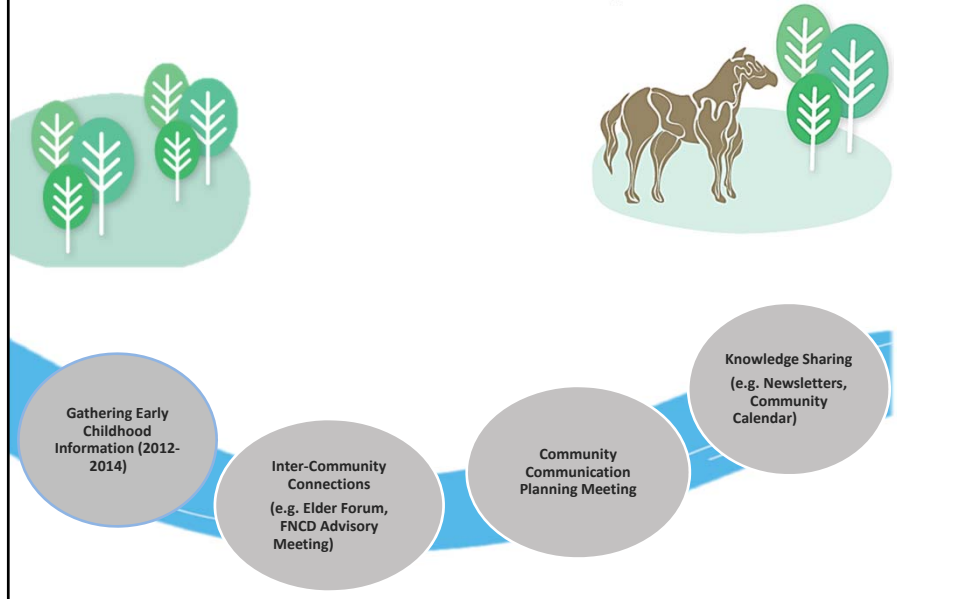 Gathering Early
Childhood
Information (2012-
2014)
Inter-Community
Connections
(e.g. Elder Forum,
FNCD Advisory
Meeting)
Community
Communication
Planning Meeting
Knowledge Sharing
(e.g. Newsletters,
Community
Calendar)